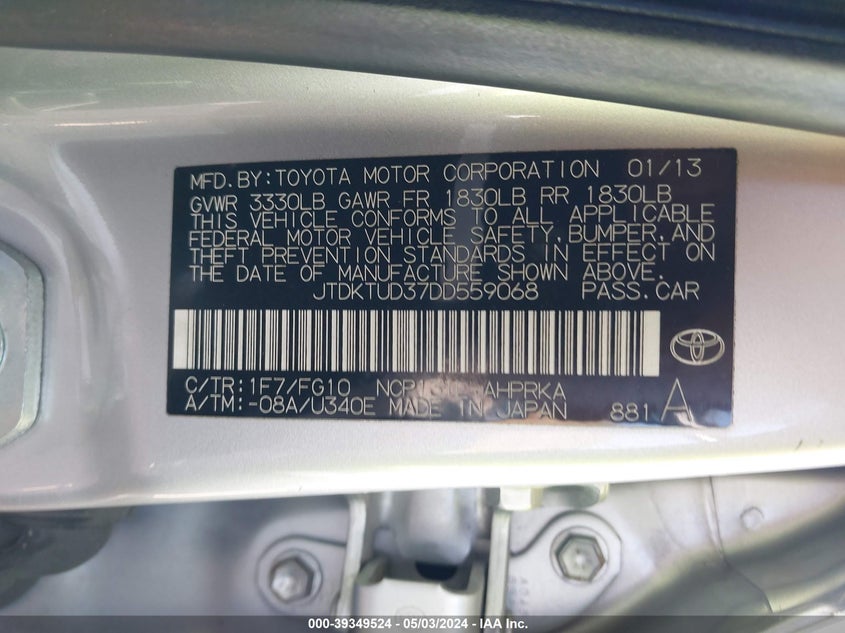 MFD.BY:TOYOTA MOTOR CORPORATION 01/13
GVWR 3330LB GAWR FR 1830LB RR 1830LB
THIS VEHICLE CONFORMS TO ALL APPLICABLE
FEDERAL MOTOR VEHICLE SAFETY,BUMPER,AND
THEFT PREVENTION STANDARDS IN EFFECT ON
THE DATE OF MANUFACTURE SHOWN ABOVE.
JTDKTUD37DD559068 PASS.CAR
C/TR:1F7/FG10 AHPRKA
A/TM:-08A/U340E MADE IN JAPAN 881 A
000-39349524 - 05/03/2024 - IAA Inc.